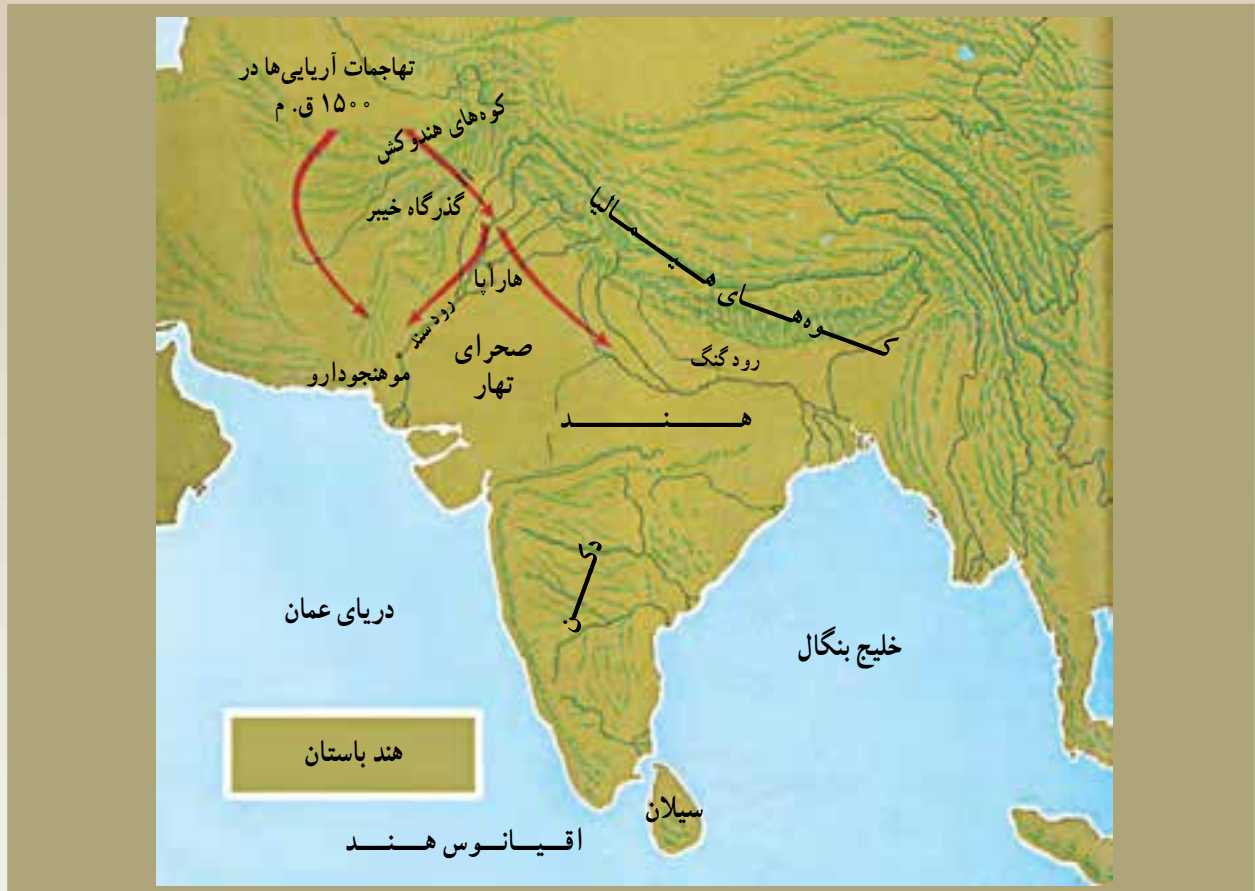 تهاجمات آریایی‌ها در
۱۵۰۰ ق. م
کوه‌های هندوکش
گذرگاه خیبر
کوه‌های هیمالیا
هاراپا
رود سند
صحرای
تهار
موهنجودارو
رود گنگ
هند
دکن
دریای عمان
خلیج بنگال
هند باستان
سیلان
اقیانوس هند